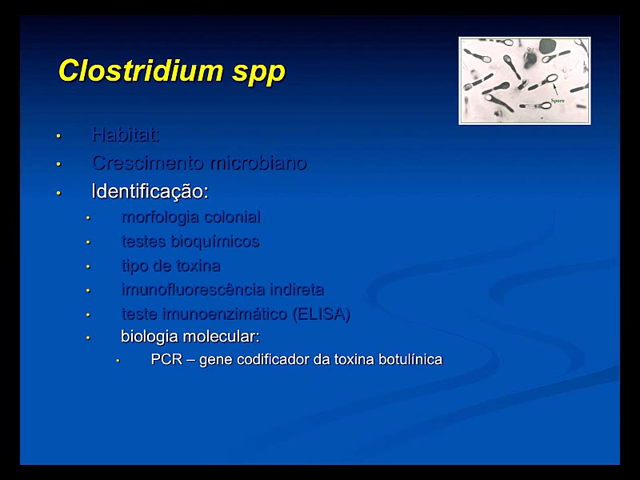 Clostridium spp
Spore
• Habitat:
• Crescimento microbiano
• Identificação:
• morfologia colonial
• testes bioquímicos
• tipo de toxina
• imunofluorescência indireta
• teste imunoenzimático (ELISA)
• biologia molecular:
• PCR – gene codificador da toxina botulínica